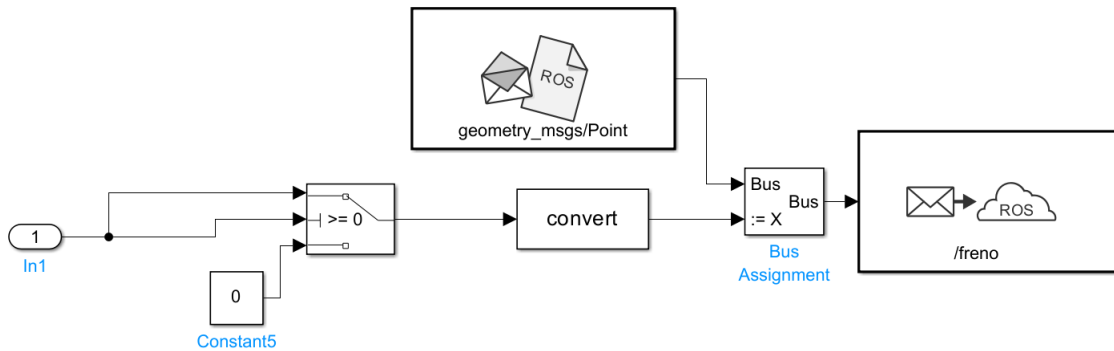 ROS
geometry_msgs/Point
1
In1
>= 0
0
Constant5
convert
Bus
Bus
:= X
Bus
Assignment
ROS
/freno